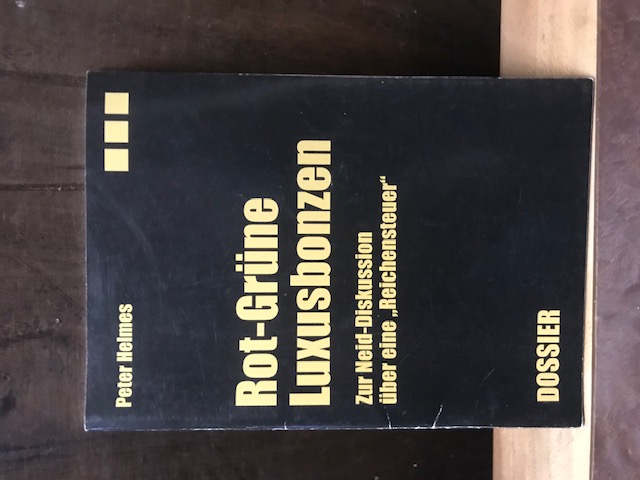 Peter Helmes
Rot-Grüne
Luxusbonzen
Zur Neid-Diskussion
über eine „Reichensteuer“
DOSSIER